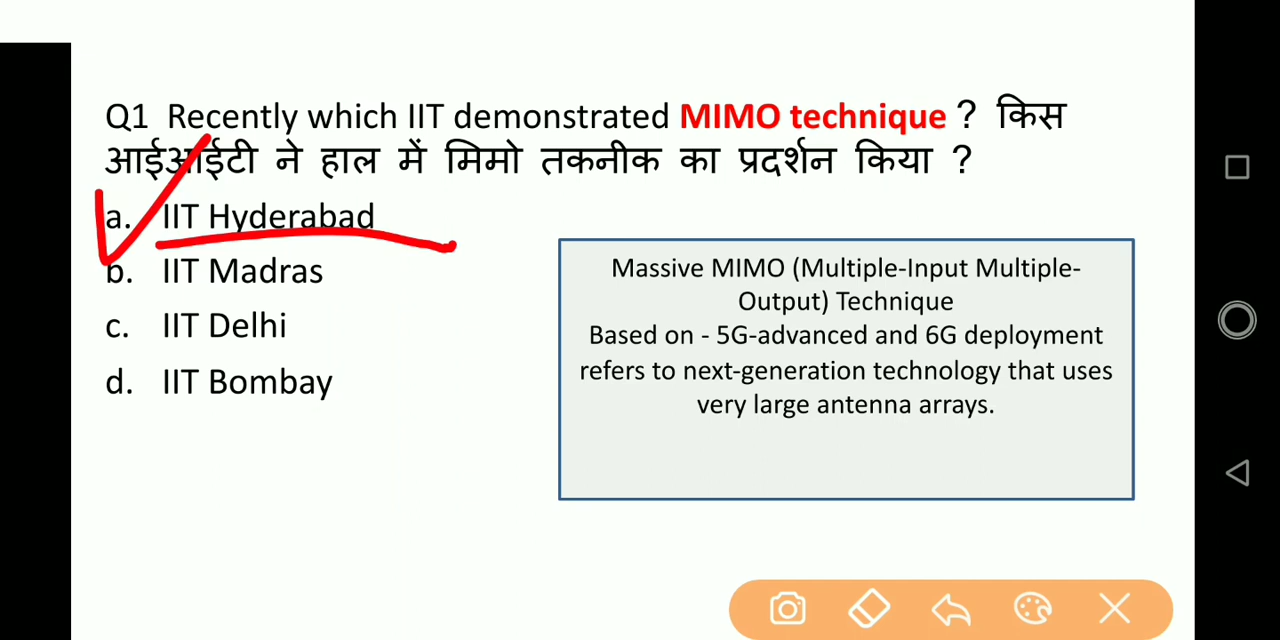 Q1 Recently which IIT demonstrated MIMO technique ? किस
आईआईटी ने हाल में मिमो तकनीक का प्रदर्शन किया ?
a. IIT Hyderabad
b. IIT Madras
c. IIT Delhi
d. IIT Bombay
Massive MIMO (Multiple-Input Multiple-
Output) Technique
Based on - 5G-advanced and 6G deployment
refers to next-generation technology that uses
very large antenna arrays.